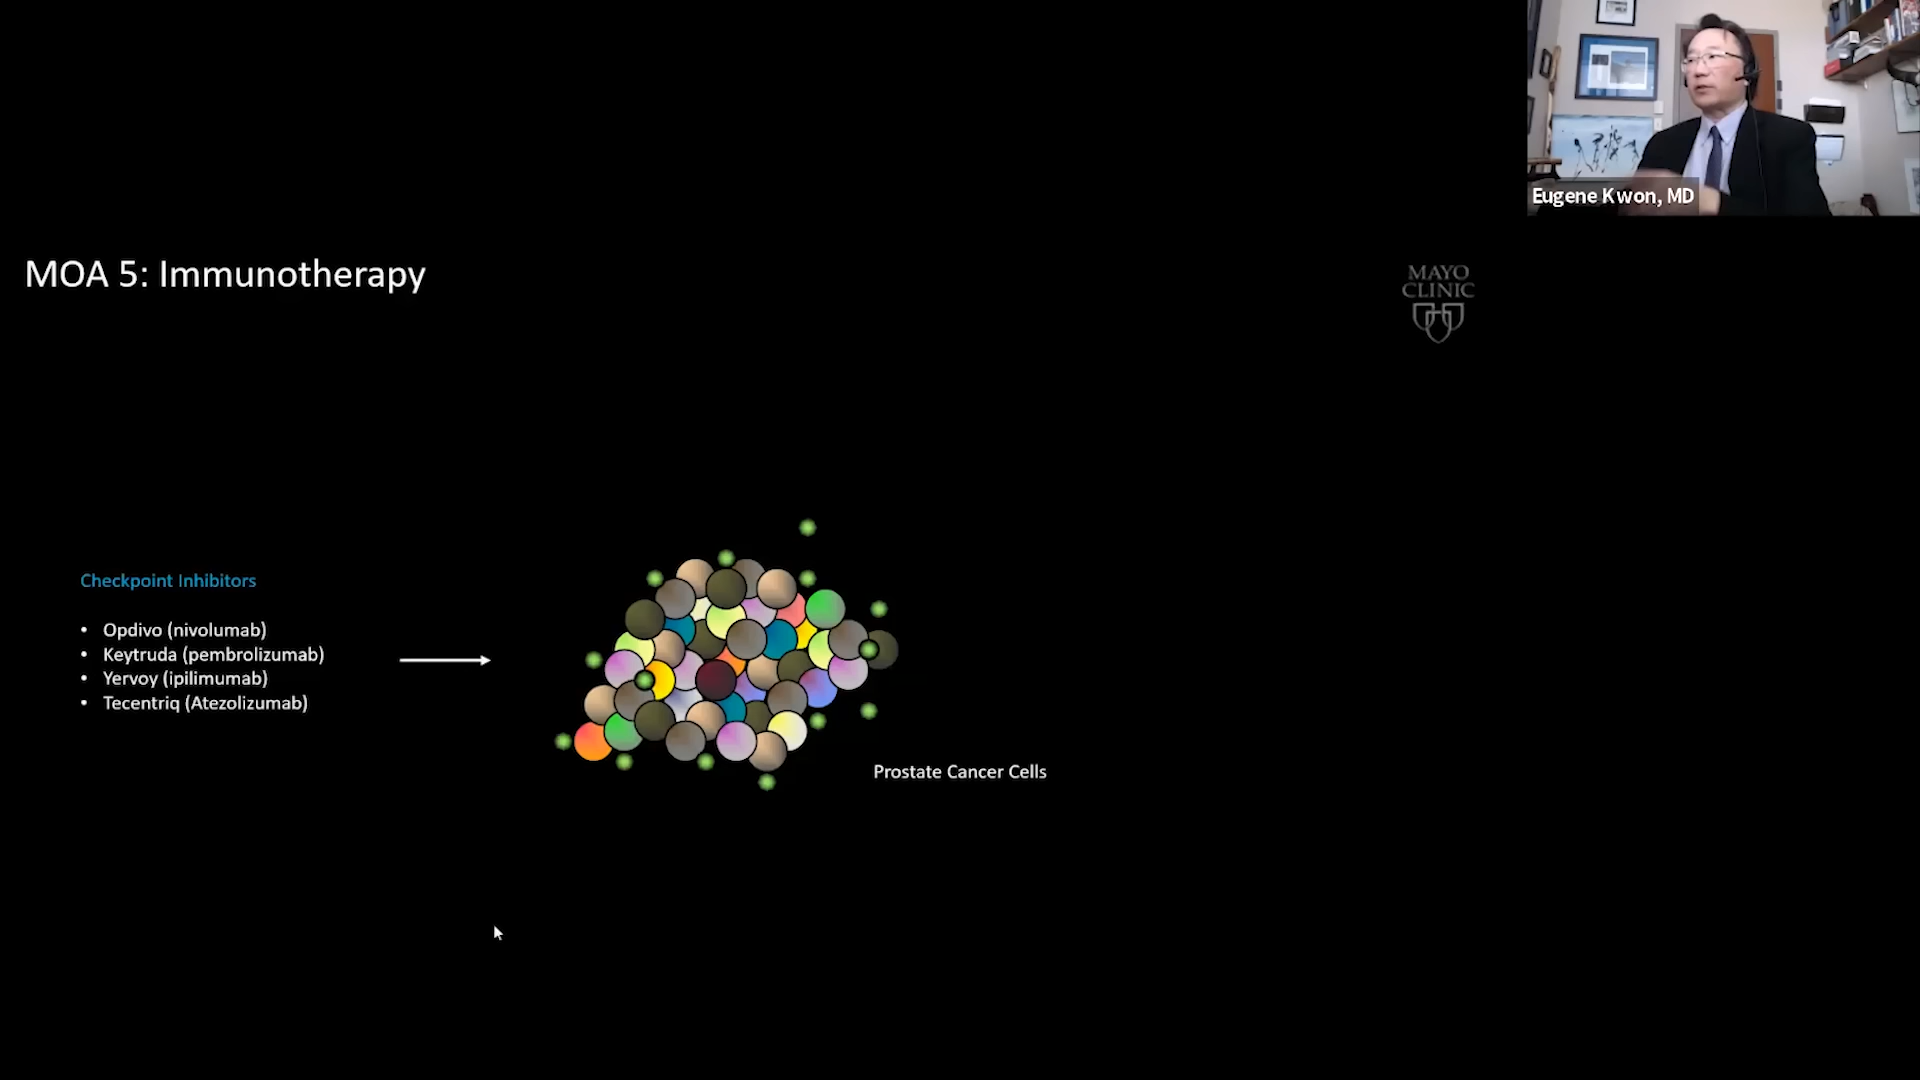 Eugene Kwon, MD
MOA 5: Immunotherapy
MAYO
CLINIC
Checkpoint Inhibitors
• Opdivo (nivolumab)
• Keytruda (pembrolizumab)
• Yervoy (ipilimumab)
• Tecentriq (Atezolizumab)
Prostate Cancer Cells